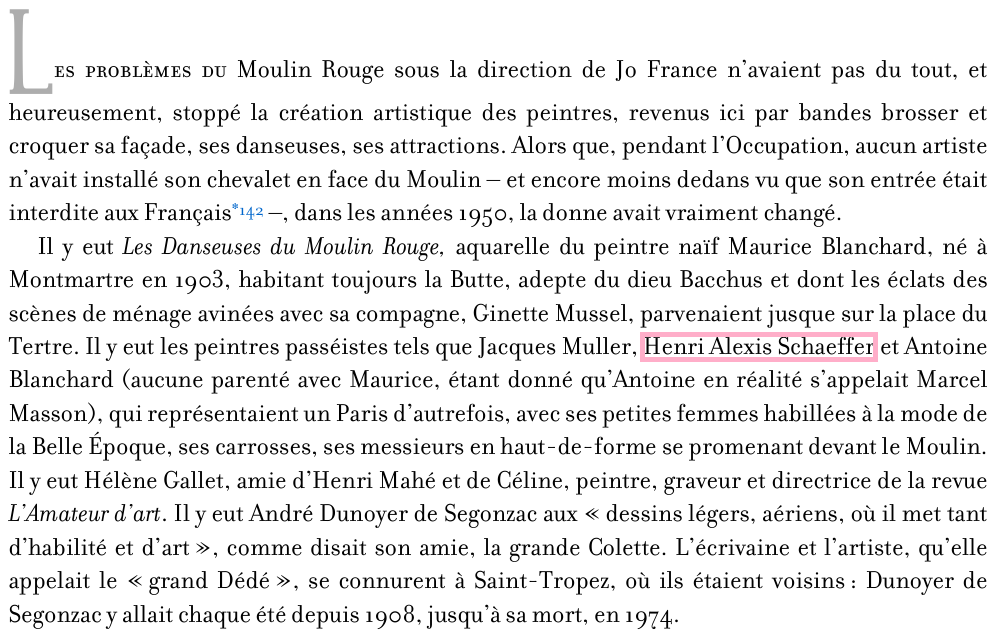 Les problèmes du Moulin Rouge sous la direction de Jo France n’avaient pas du tout, et
heureusement, stoppé la création artistique des peintres, revenus ici par bandes brosser et
croquer sa façade, ses danseuses, ses attractions. Alors que, pendant l’Occupation, aucun artiste
n’avait installé son chevalet en face du Moulin – et encore moins dedans vu que son entrée était
interdite aux Français*142 –, dans les années 1950, la donne avait vraiment changé.
Il y eut Les Danseuses du Moulin Rouge, aquarelle du peintre naïf Maurice Blanchard, né à
Montmartre en 1903, habitant toujours la Butte, adepte du dieu Bacchus et dont les éclats des
scènes de ménage avinées avec sa compagne, Ginette Mussel, parvenaient jusque sur la place du
Tertre. Il y eut les peintres passéistes tels que Jacques Muller, Henri Alexis Schaeffer et Antoine
Blanchard (aucune parenté avec Maurice, étant donné qu’Antoine en réalité s’appelait Marcel
Masson), qui représentaient un Paris d’autrefois, avec ses petites femmes habillées à la mode de
la Belle Époque, ses carrosses, ses messieurs en haut-de-forme se promenant devant le Moulin.
Il y eut Hélène Gallet, amie d’Henri Mahé et de Céline, peintre, graveur et directrice de la revue
L’Amateur d’art. Il y eut André Dunoyer de Segonzac aux « dessins légers, aériens, où il met tant
d’habilité et d’art », comme disait son amie, la grande Colette. L’écrivaine et l’artiste, qu’elle
appelait le « grand Dédé », se connurent à Saint-Tropez, où ils étaient voisins : Dunoyer de
Segonzac y allait chaque été depuis 1908, jusqu’à sa mort, en 1974.